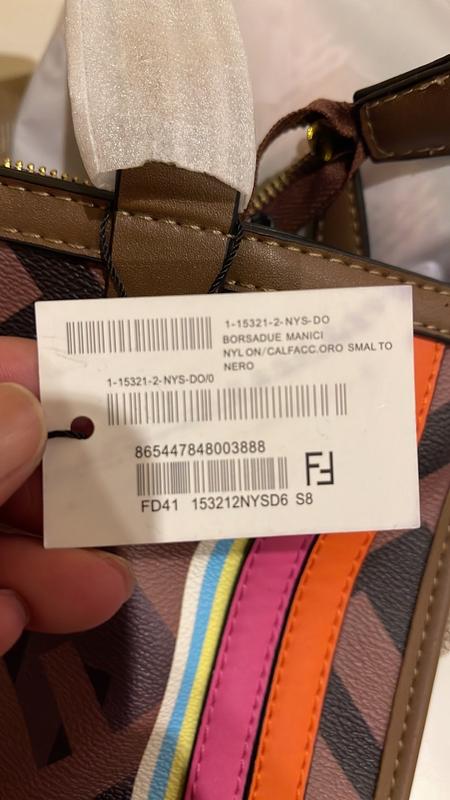 1-15321-2-NYS-DO
BORSADUE MANICI
NYLON/CALFACC.ORO SMALTO
NERO
1-15321-2-NYS-DO/0
865447848003888
FF
FD41 153212NYSD6 S8